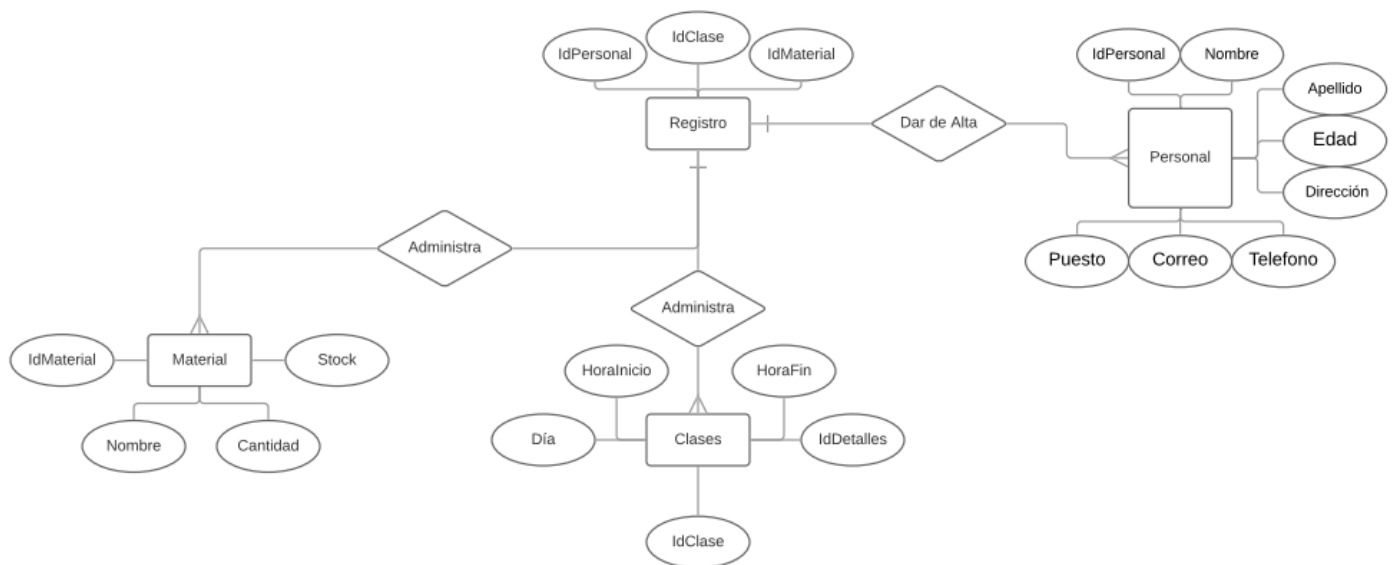 IdPersonal
IdClase
IdMaterial
Registro
Dar de Alta
IdPersonal
Nombre
Apellido
Edad
Dirección
Personal
Puesto
Correo
Telefono
Administra
Administra
IdMaterial
Material
Stock
Nombre
Cantidad
HoraInicio
HoraFin
Día
Clases
IdDetalles
IdClase